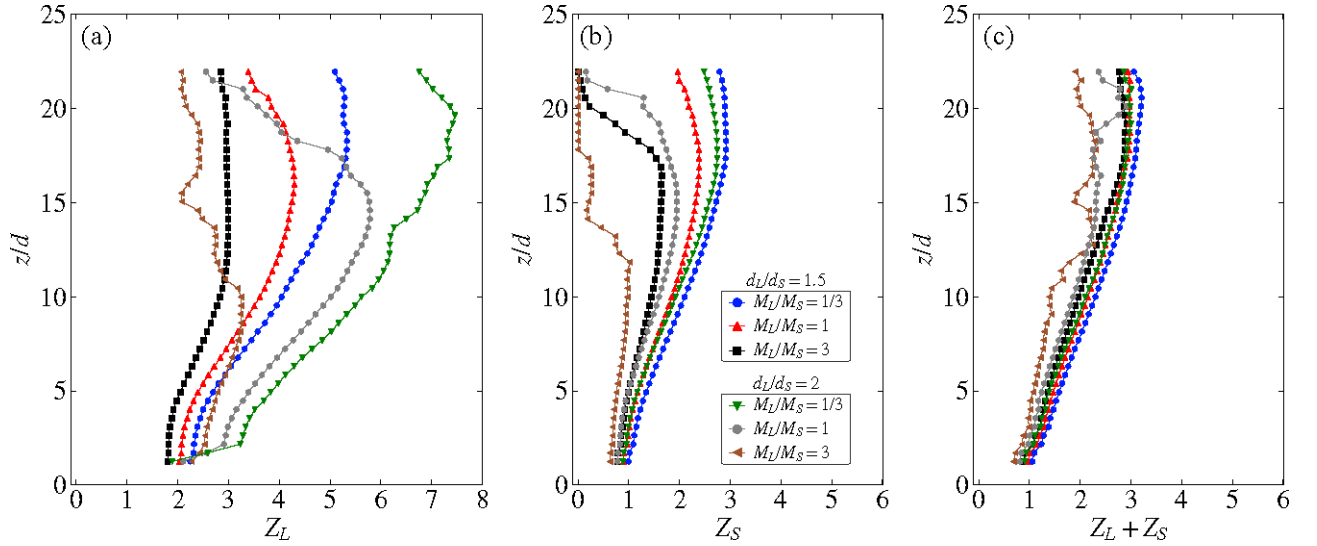 (a)
25
20
15
10
5
0
z/d
0 1 2 3 4 5 6 7 8
Z_L
(b)
25
20
15
10
5
0
z/d
0 1 2 3 4 5 6
Z_S
d_L/d_S = 1.5
M_L/M_S = 1/3
M_L/M_S = 1
M_L/M_S = 3
d_L/d_S = 2
M_L/M_S = 1/3
M_L/M_S = 1
M_L/M_S = 3
(c)
25
20
15
10
5
0
z/d
0 1 2 3 4 5 6
Z_L + Z_S